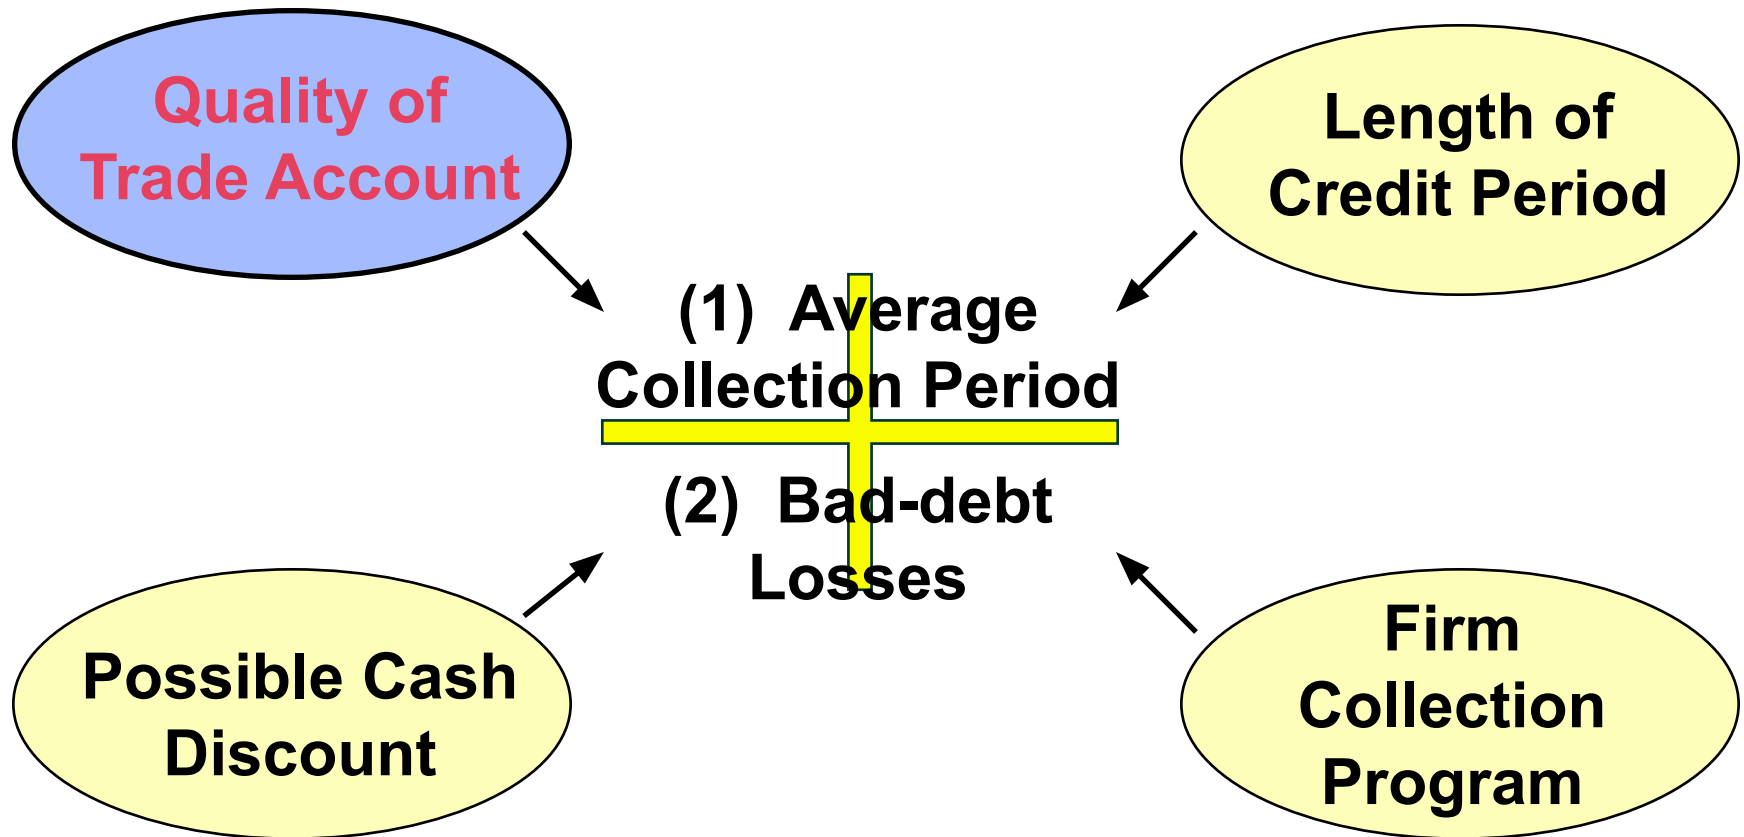 Quality of
Trade Account
Length of
Credit Period
(1) Average
Collection Period
(2) Bad-debt
Losses
Possible Cash
Discount
Firm
Collection
Program